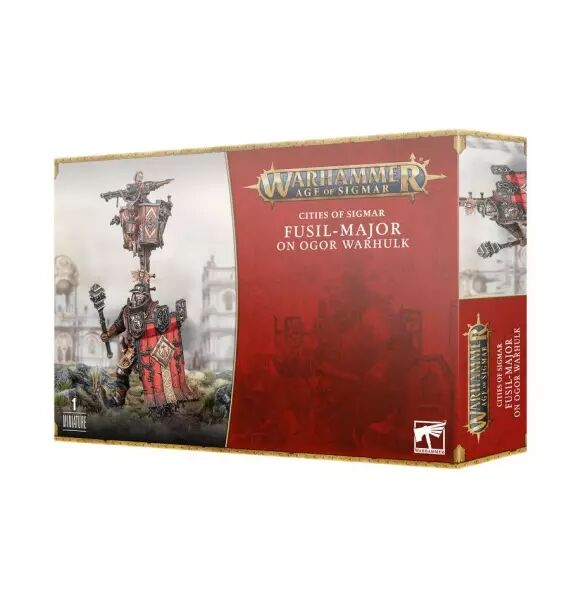 WARHAMMER
AGE OF SIGMAR
CITIES OF SIGMAR
FUSIL-MAJOR
ON OGOR WARHULK
1
MINIATURE
WARHAMMER
WARHAMMER
AGE OF SIGMAR
CITIES OF SIGMAR
FUSIL-MAJOR
ON OGOR WARHULK